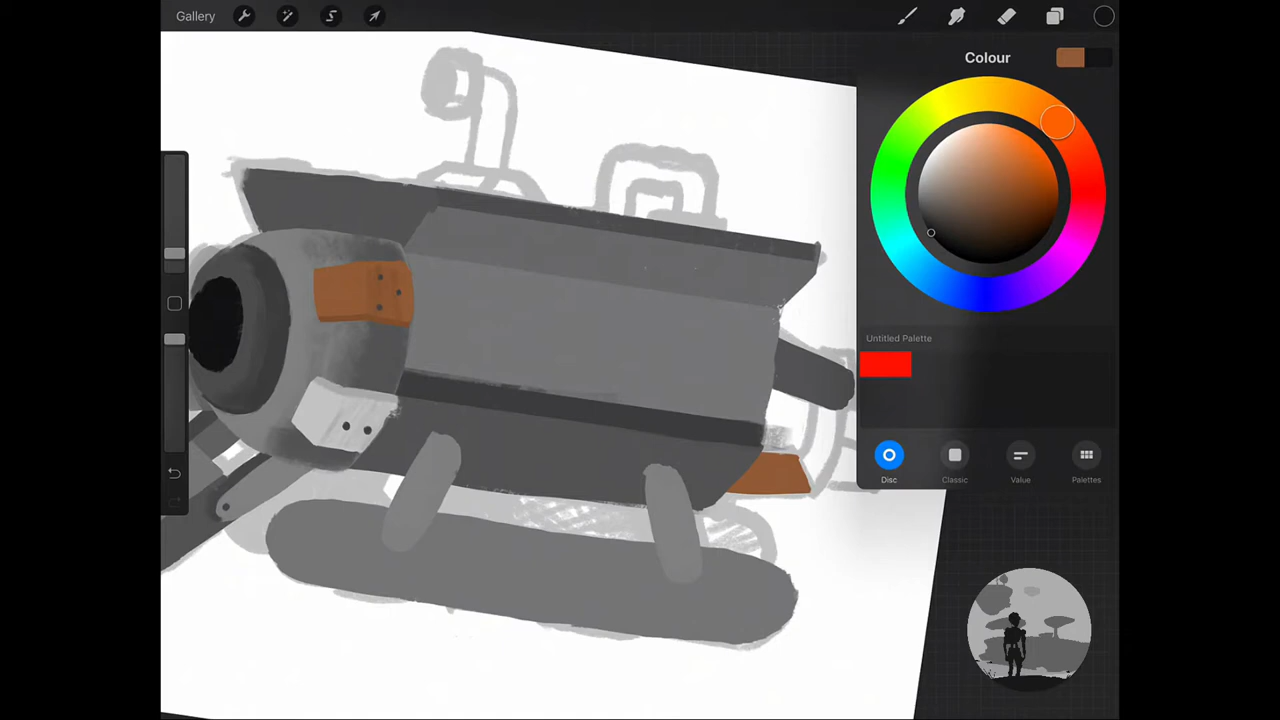 Gallery
Colour
Untitled Palette
Disc
Classic
Value
Palettes